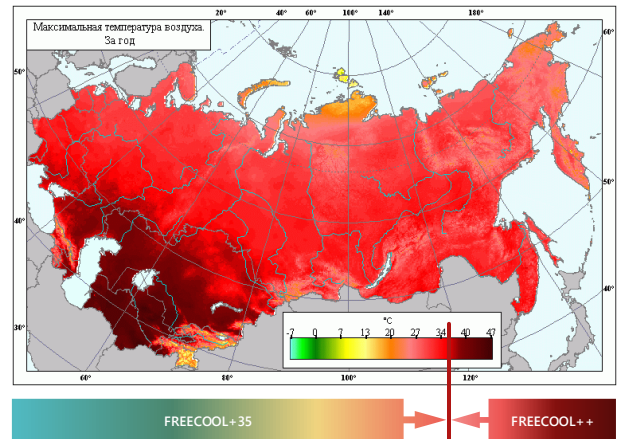 20° 40° 60° 80° 100° 140° 180° 60°
Максимальная температура воздуха.
За год
50°
50°
40°
40°
30°
°C
-7 0 7 13 20 27 34 40 47
60° 80° 100° 120°
FREECOOL+35 FREECOOL++